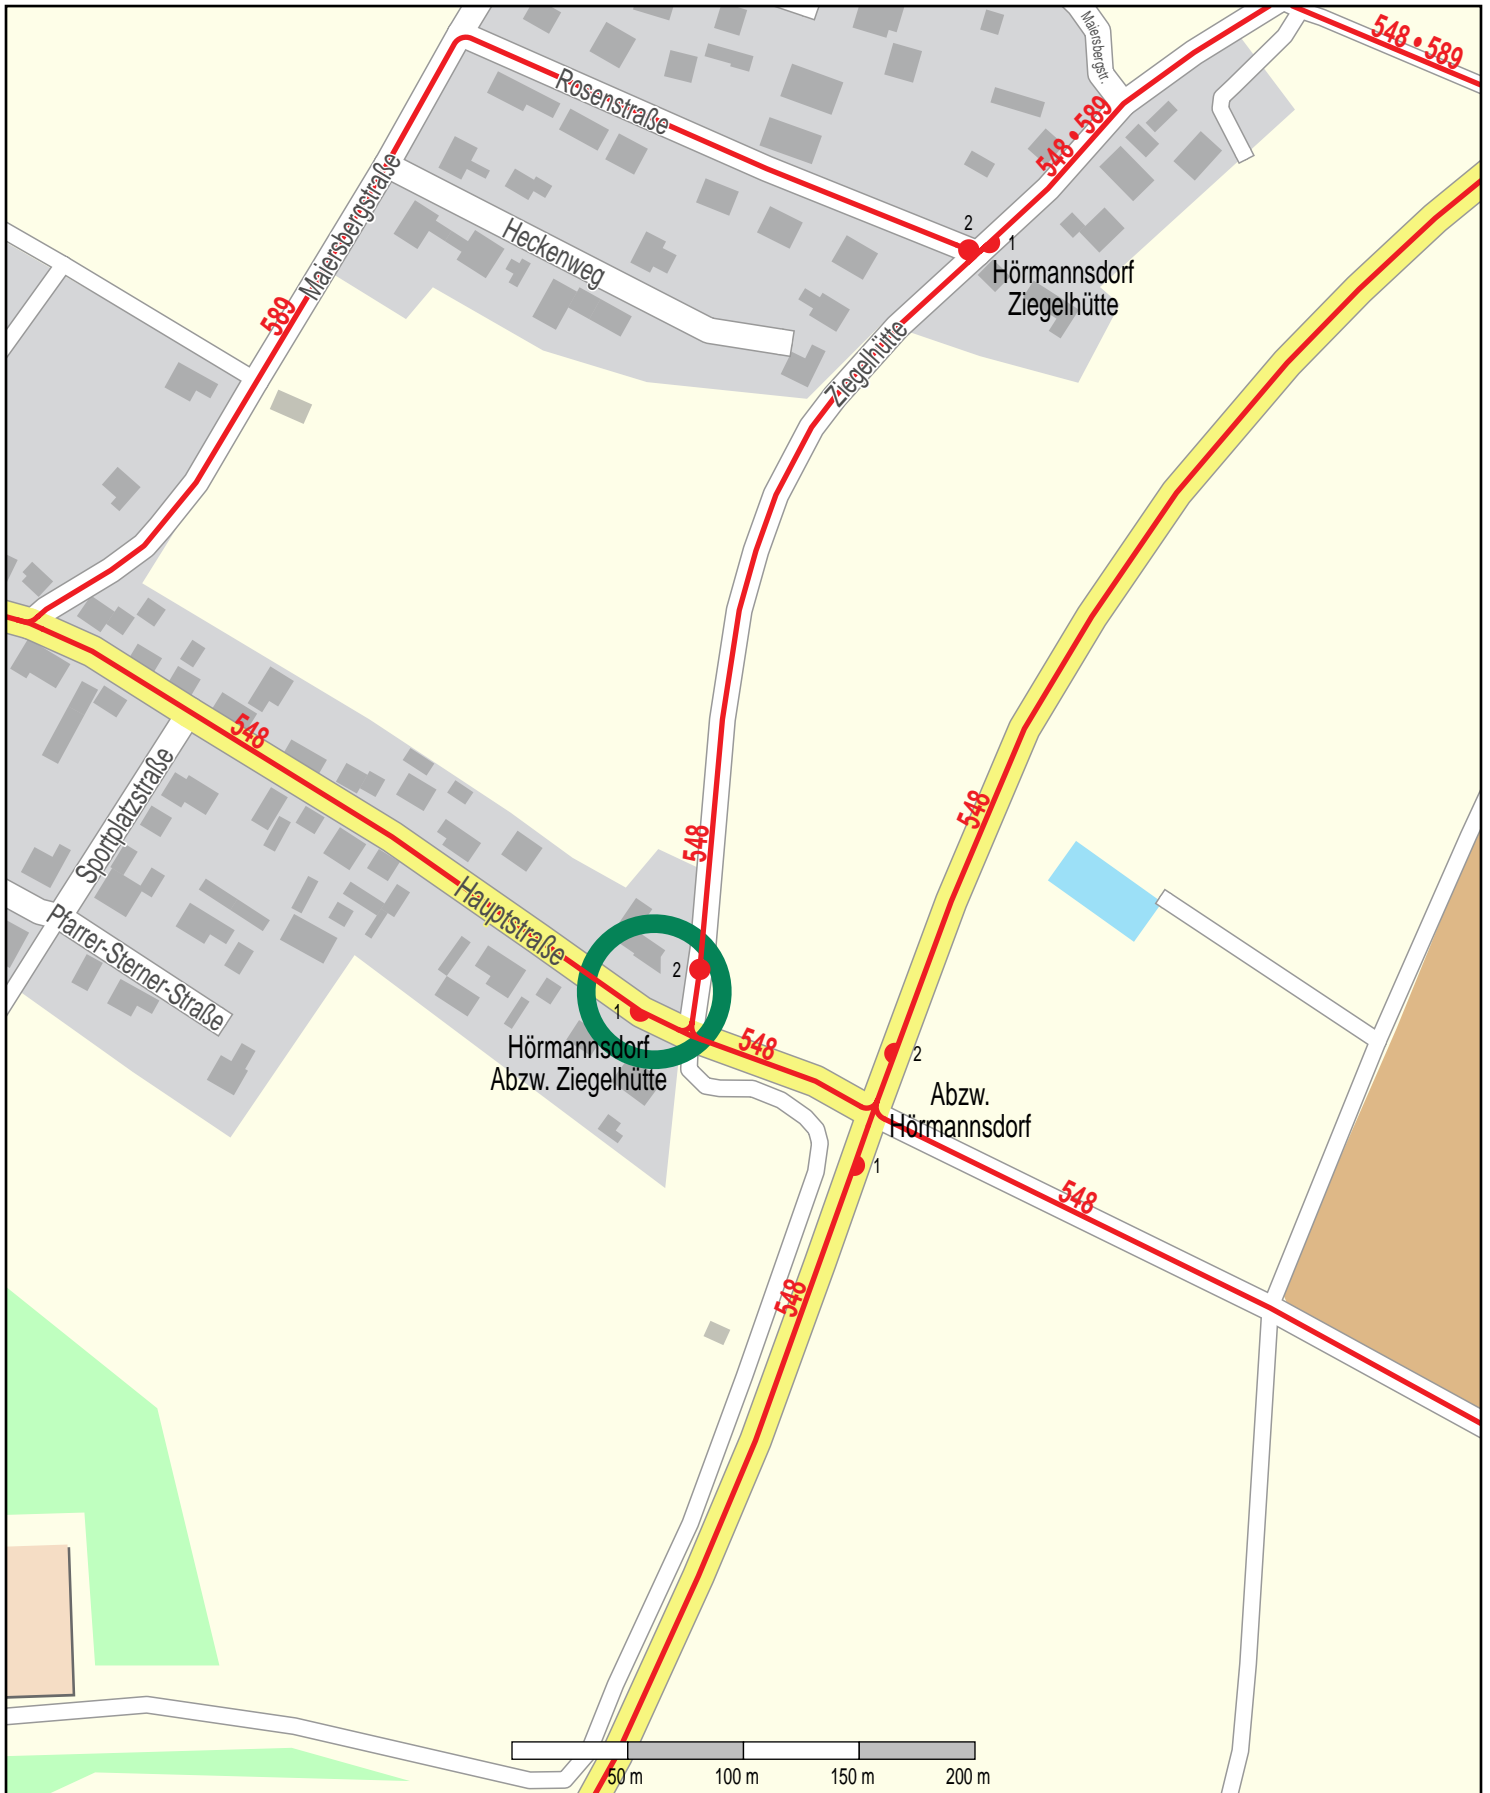 548 • 589
Maiersbergstr.
Rosenstraße
548 • 589
Maiersbergstraße
Heckenweg
2
1
Hörmannsdorf
Ziegelhütte
589
Ziegelhütte
548
Sportplatzstraße
548
548
Hauptstraße
Pfarrer-Sterner-Straße
2
1
Hörmannsdorf
Abzw. Ziegelhütte
548
2
Abzw.
Hörmannsdorf
1
548
548
50 m
100 m
150 m
200 m